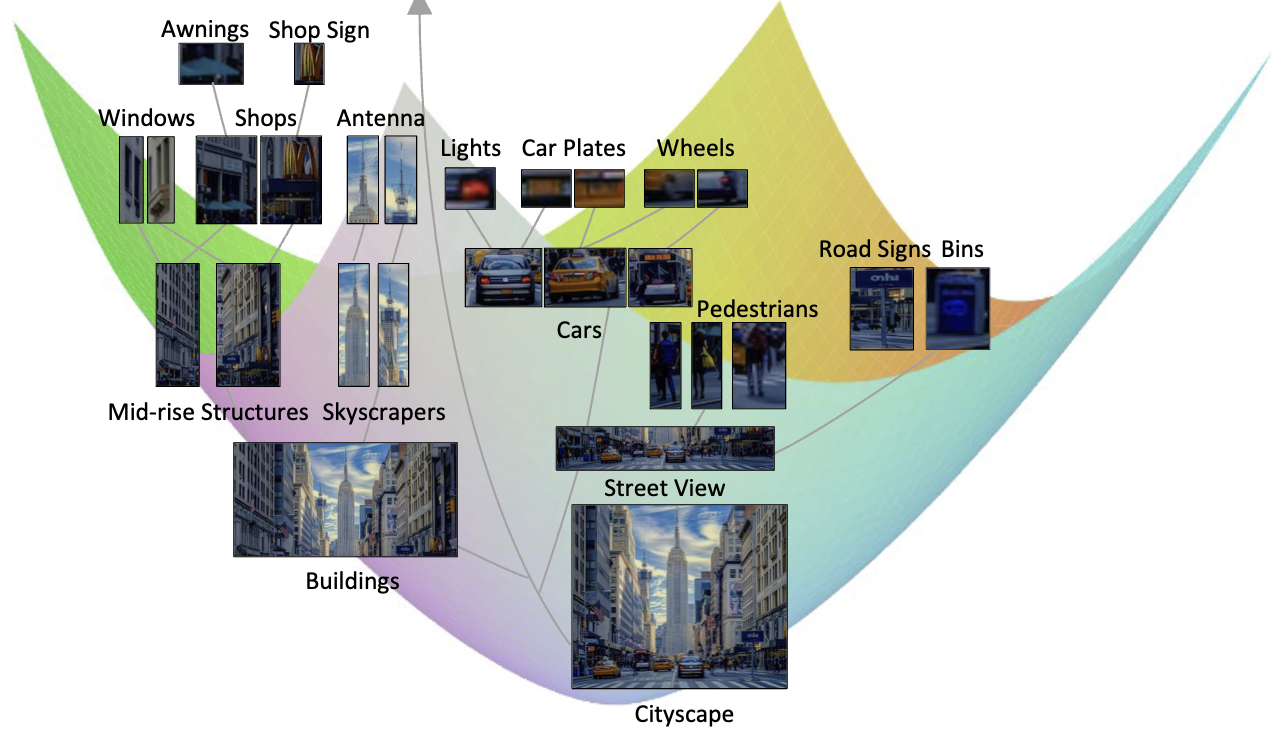 Awnings
Shop Sign
Windows
Shops
Antenna
Lights
Car Plates
Wheels
Road Signs
Bins
Pedestrians
Cars
Mid-rise Structures
Skyscrapers
Street View
Buildings
Cityscape